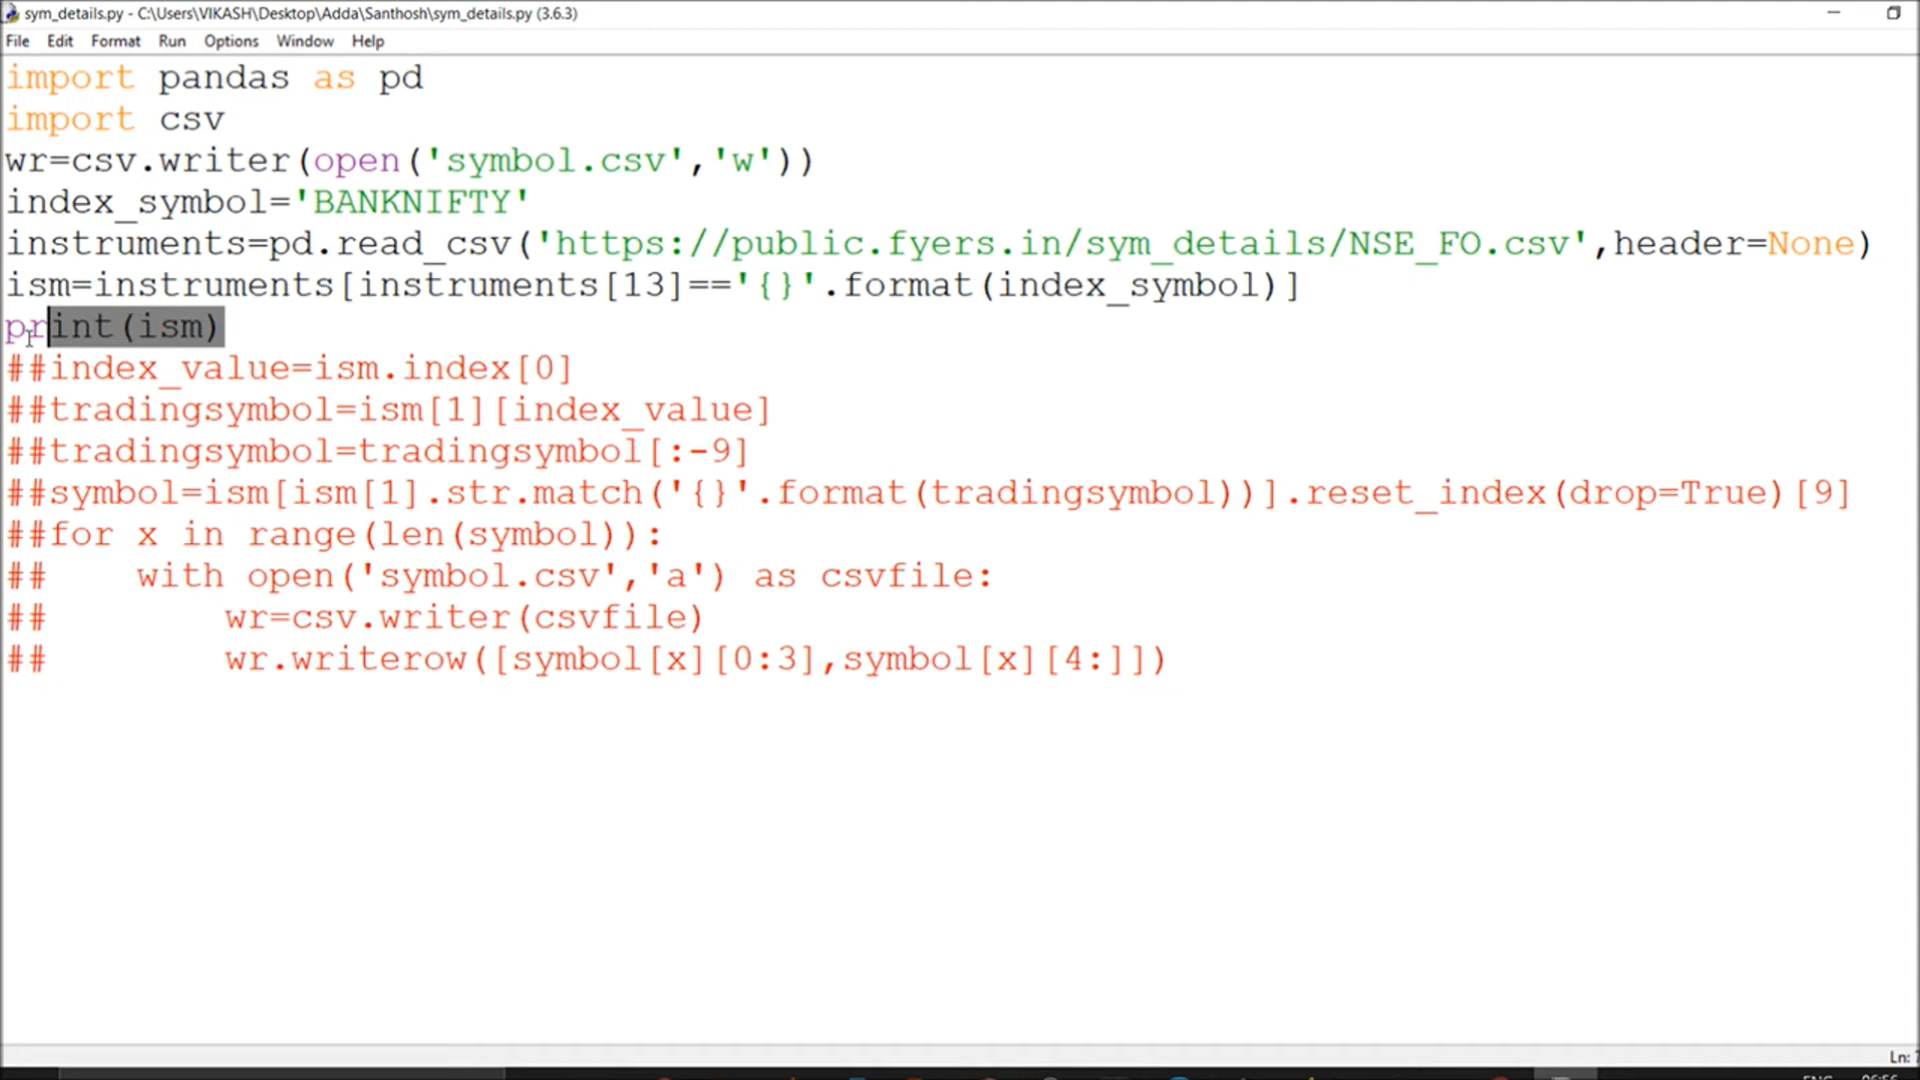 sym_details.py - C:\Users\VIKASH\Desktop\Adda\Santhosh\sym_details.py (3.6.3)
File Edit Format Run Options Window Help
import pandas as pd
import csv
wr=csv.writer(open('symbol.csv','w'))
index_symbol='BANKNIFTY'
instruments=pd.read_csv('https://public.fyers.in/sym_details/NSE_FO.csv',header=None)
ism=instruments[instruments[13]=='{}'.format(index_symbol)]
print(ism)
##index_value=ism.index[0]
##tradingsymbol=ism[1][index_value]
##tradingsymbol=tradingsymbol[:-9]
##symbol=ism[ism[1].str.match('{}'.format(tradingsymbol))].reset_index(drop=True)[9]
##for x in range(len(symbol)):
##    with open('symbol.csv','a') as csvfile:
##        wr=csv.writer(csvfile)
##        wr.writerow([symbol[x][0:3],symbol[x][4:]])
Ln: